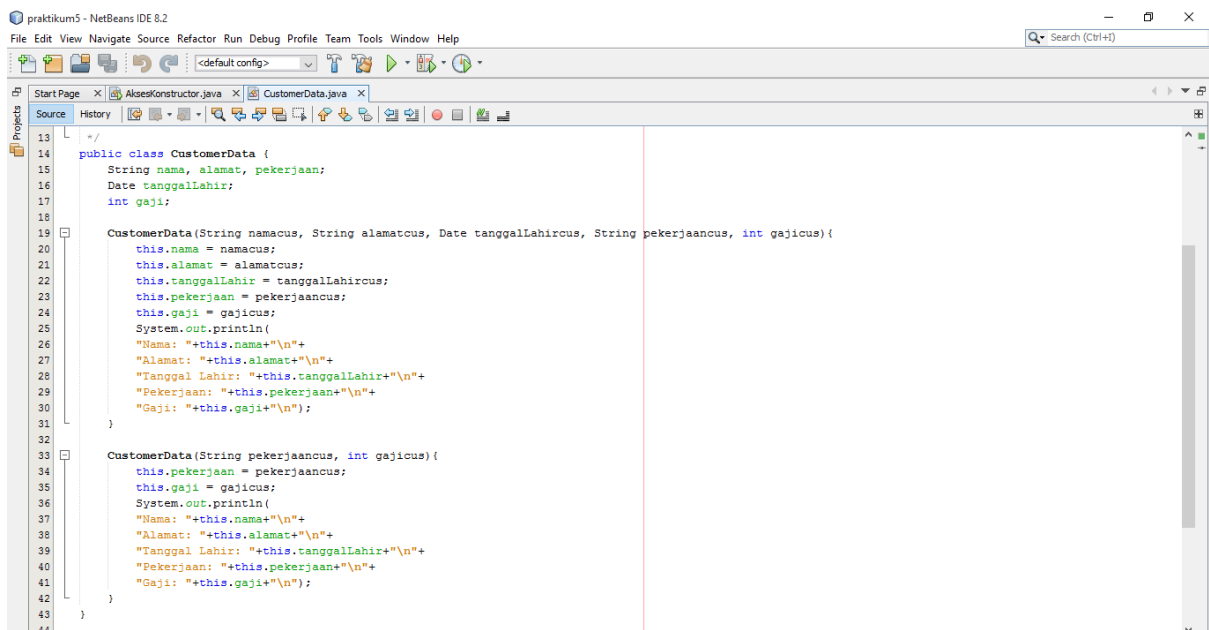 praktikum5 - NetBeans IDE 8.2
File Edit View Navigate Source Refactor Run Debug Profile Team Tools Window Help
Search (Ctrl+I)
<default config>
Start Page AksesKonstructor.java CustomerData.java
Projects
Source History
13 */
14 public class CustomerData {
15 String nama, alamat, pekerjaan;
16 Date tanggalLahir;
17 int gaji;
18
19 CustomerData(String namacus, String alamatcus, Date tanggalLahircus, String pekerjaancus, int gajicus){
20 this.nama = namacus;
21 this.alamat = alamatcus;
22 this.tanggalLahir = tanggalLahircus;
23 this.pekerjaan = pekerjaancus;
24 this.gaji = gajicus;
25 System.out.println(
26 "Nama: "+this.nama+"\n"+
27 "Alamat: "+this.alamat+"\n"+
28 "Tanggal Lahir: "+this.tanggalLahir+"\n"+
29 "Pekerjaan: "+this.pekerjaan+"\n"+
30 "Gaji: "+this.gaji+"\n");
31 }
32
33 CustomerData(String pekerjaancus, int gajicus){
34 this.pekerjaan = pekerjaancus;
35 this.gaji = gajicus;
36 System.out.println(
37 "Nama: "+this.nama+"\n"+
38 "Alamat: "+this.alamat+"\n"+
39 "Tanggal Lahir: "+this.tanggalLahir+"\n"+
40 "Pekerjaan: "+this.pekerjaan+"\n"+
41 "Gaji: "+this.gaji+"\n");
42 }
43 }
44